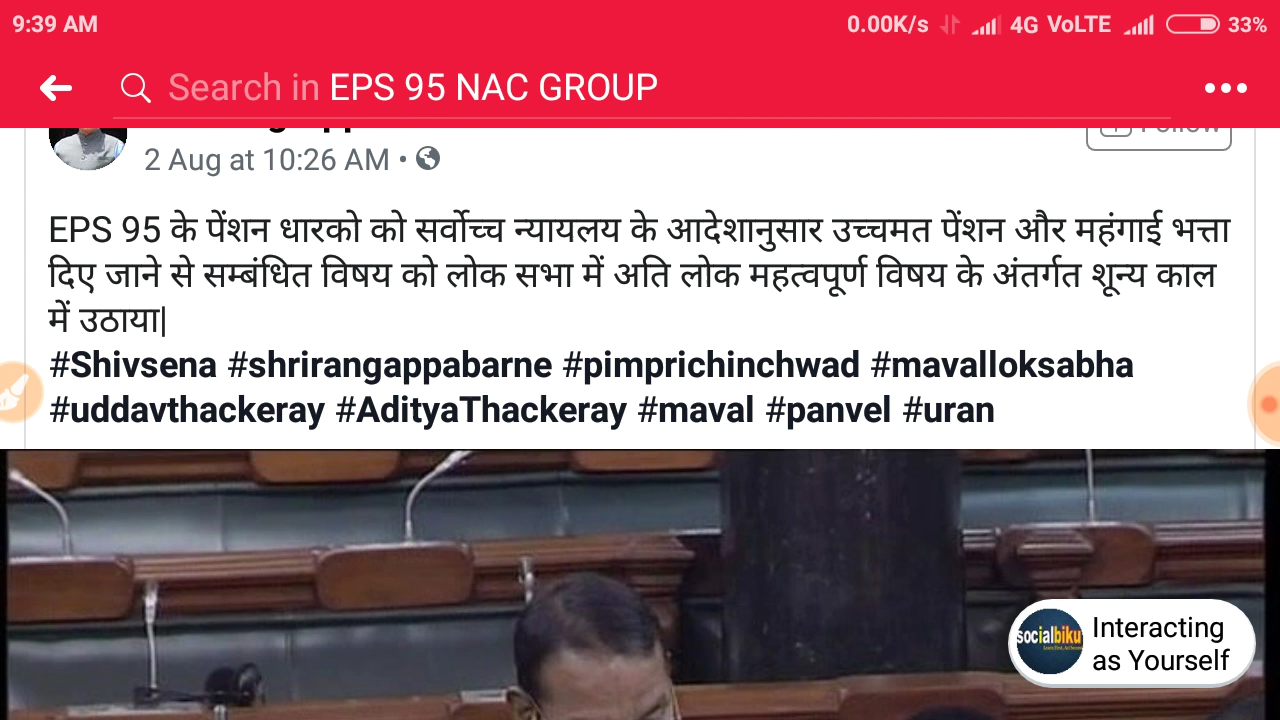 9:39 AM
0.00K/s 4G VoLTE 33%
Search in EPS 95 NAC GROUP
Follow
2 Aug at 10:26 AM •
EPS 95 के पेंशन धारको को सर्वोच्च न्यायलय के आदेशानुसार उच्चमत पेंशन और महंगाई भत्ता
दिए जाने से सम्बंधित विषय को लोक सभा में अति लोक महत्वपूर्ण विषय के अंतर्गत शून्य काल
में उठाया|
#Shivsena #shrirangappabarne #pimprichinchwad #mavalloksabha
#uddavthackeray #AdityaThackeray #maval #panvel #uran
socialbiku
Interacting
as Yourself